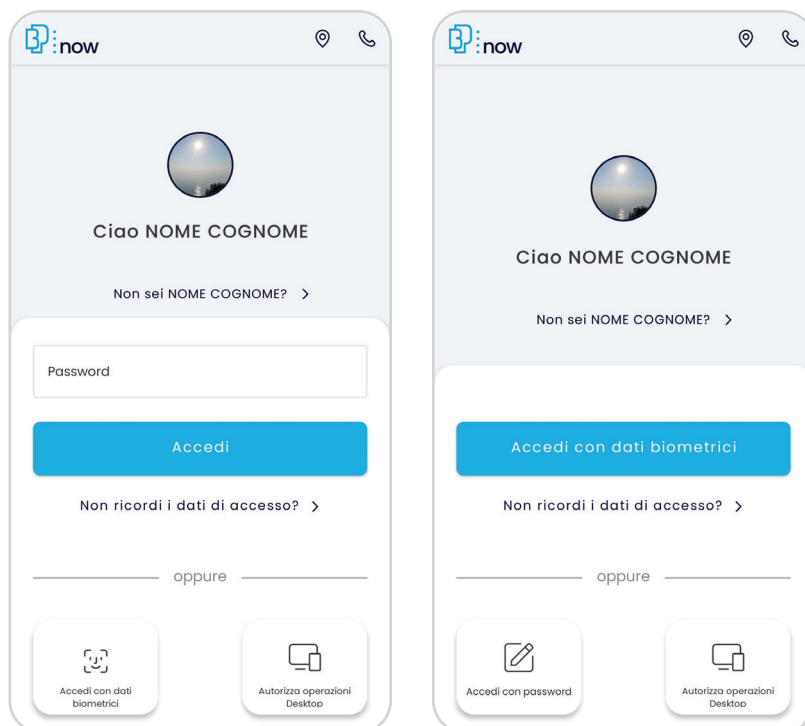 BP: now
Ciao NOME COGNOME
Non sei NOME COGNOME? >
Password
Accedi
Non ricordi i dati di accesso? >
oppure
Accedi con dati
biometrici
Autorizza operazioni
Desktop
BP: now
Ciao NOME COGNOME
Non sei NOME COGNOME? >
Accedi con dati biometrici
Non ricordi i dati di accesso? >
oppure
Accedi con password
Autorizza operazioni
Desktop